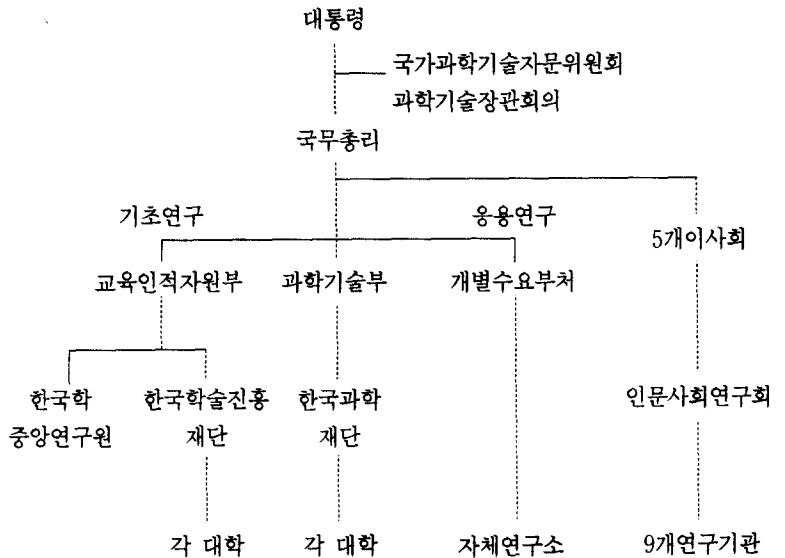 대통령
국가과학기술자문위원회
과학기술장관회의
국무총리
기초연구 응용연구
5개이사회
교육인적자원부 과학기술부 개별수요부처
한국학 한국학술진흥 한국과학 인문사회연구회
중앙연구원 재단 재단
각 대학 각 대학 자체연구소 9개연구기관